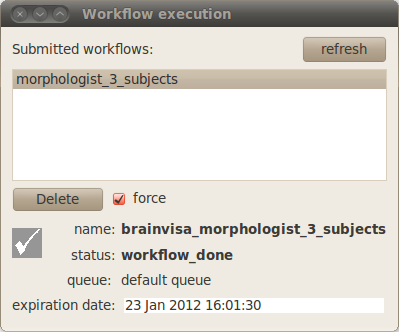 Workflow execution
Submitted workflows:
refresh
morphologist_3_subjects
Delete
force
name: brainvisa_morphologist_3_subjects
status: workflow_done
queue: default queue
expiration date: 23 Jan 2012 16:01:30